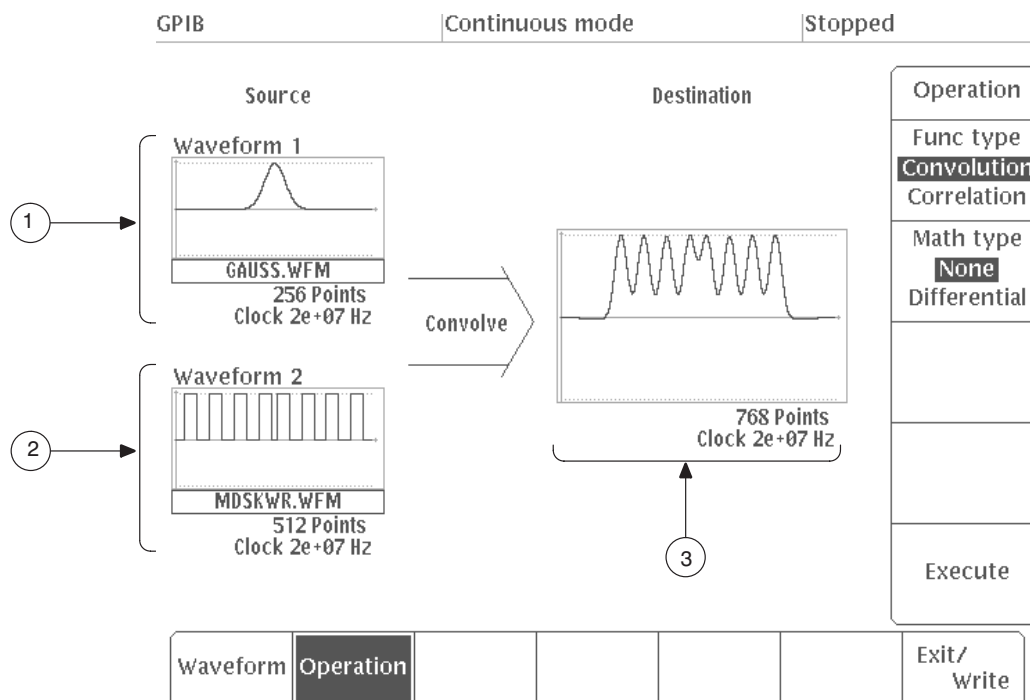 GPIB
Continuous mode
Stopped
Source
Destination
Waveform 1
GAUSS.WFM
256 Points
Clock 2e+07 Hz
1
Waveform 2
MDSKWR.WFM
512 Points
Clock 2e+07 Hz
2
Convolve
768 Points
Clock 2e+07 Hz
3
Operation
Func type
Convolution
Correlation
Math type
None
Differential
Execute
Waveform
Operation
Exit/
Write